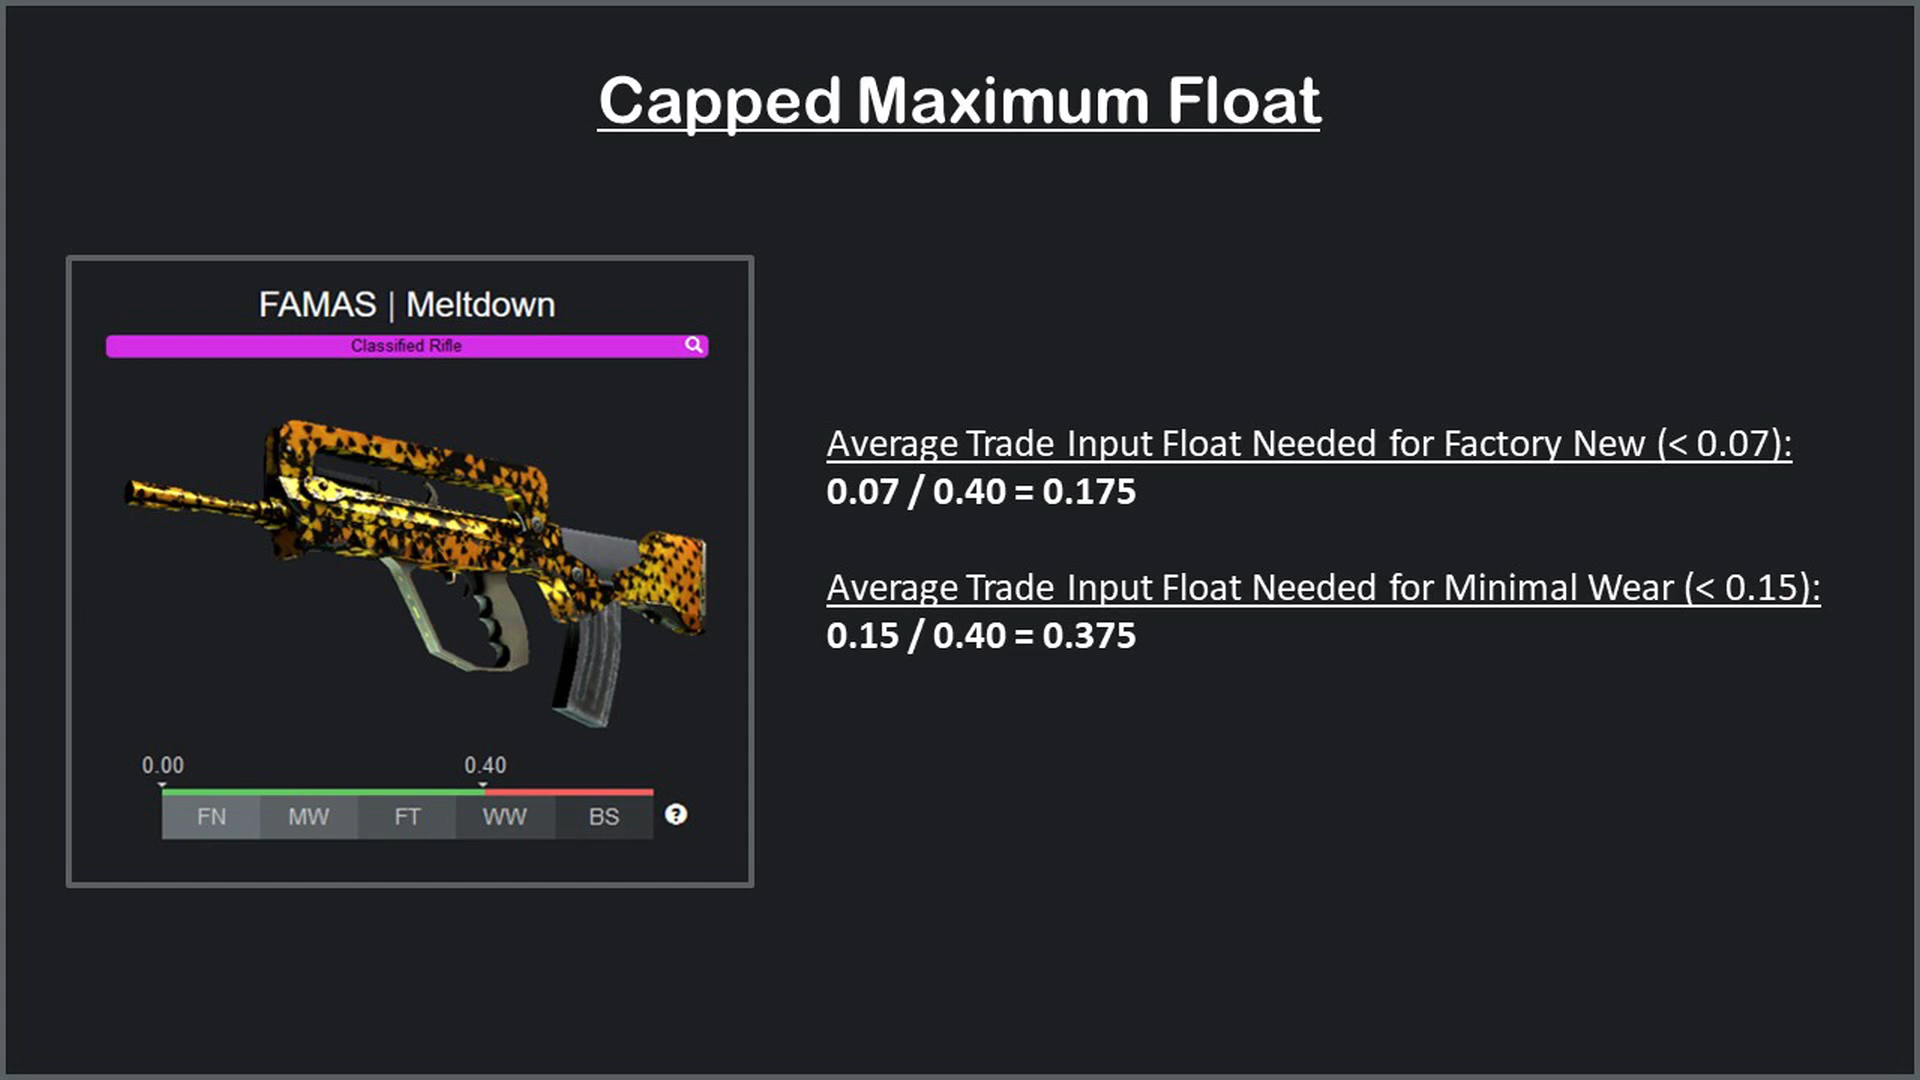 Capped Maximum Float
FAMAS | Meltdown
Classified Rifle
Average Trade Input Float Needed for Factory New (< 0.07):
0.07 / 0.40 = 0.175
Average Trade Input Float Needed for Minimal Wear (< 0.15):
0.15 / 0.40 = 0.375
0.00 0.40
FN MW FT WW BS ?